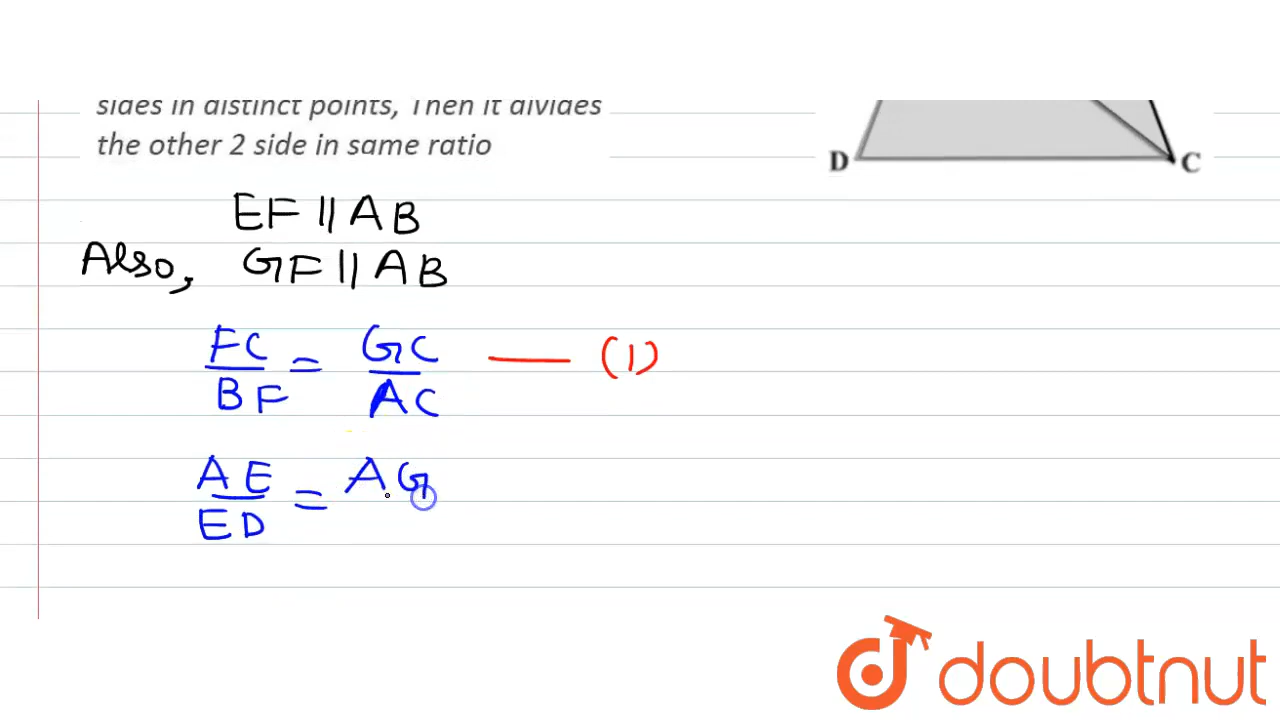 sides in distinct points, Then it divides
the other 2 side in same ratio
D
C
EF || AB
Also, GF || AB
FC/BF = GC/AC — (1)
AE/ED = AG
doubtnut